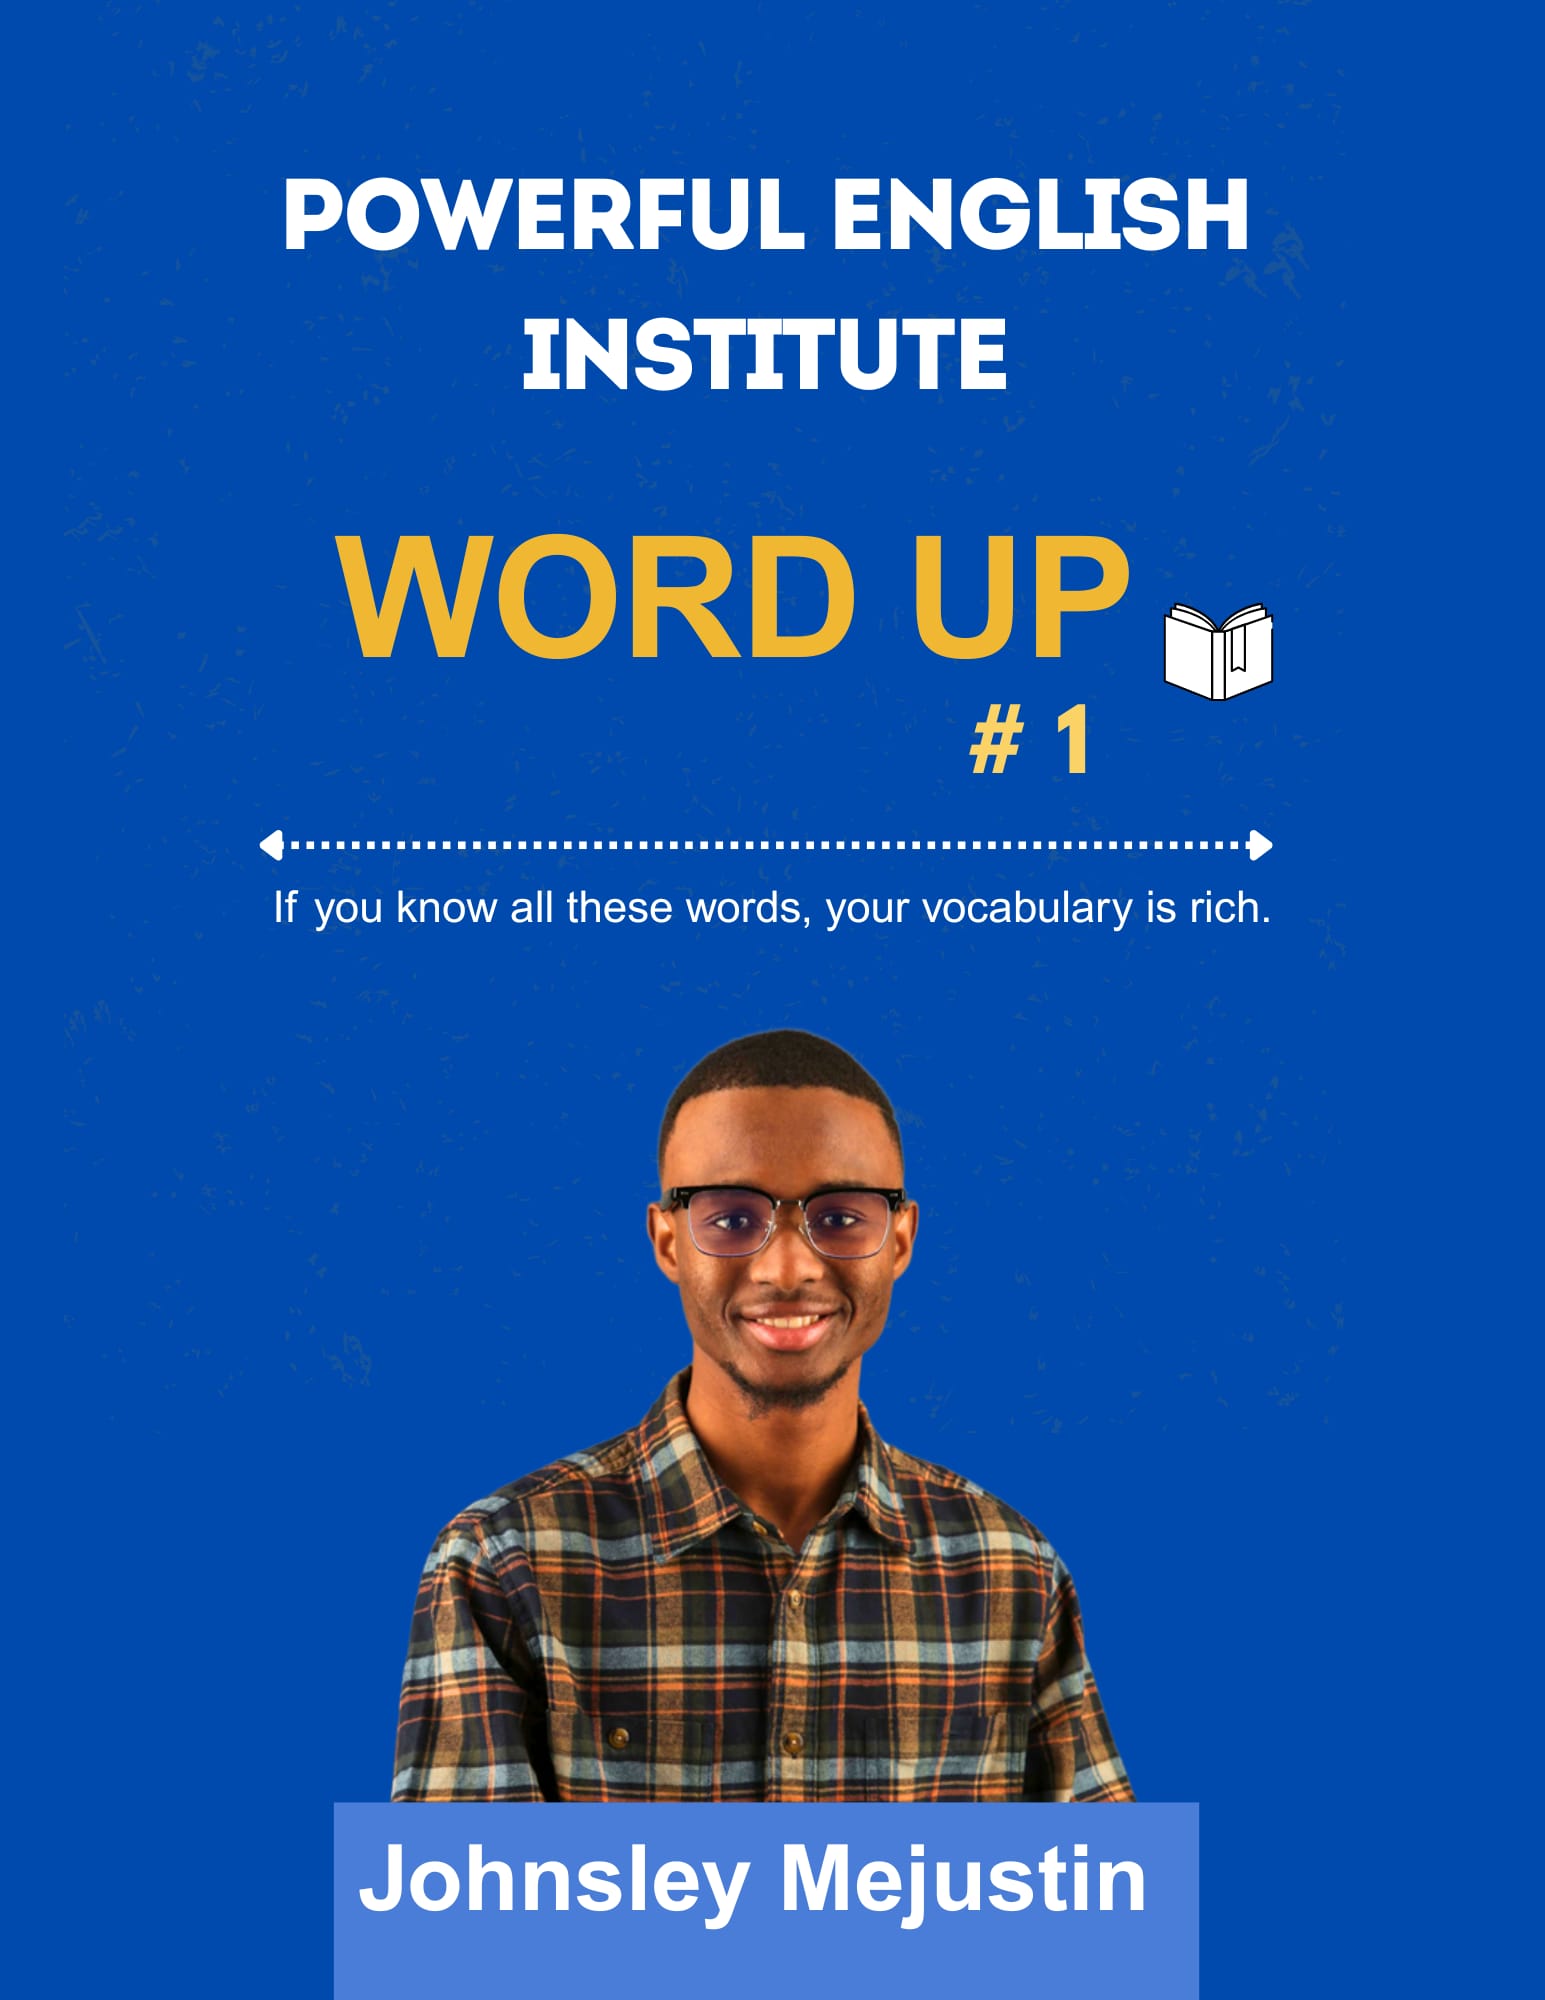 POWERFUL ENGLISH
INSTITUTE
WORD UP
# 1
If you know all these words, your vocabulary is rich.
Johnsley Mejustin